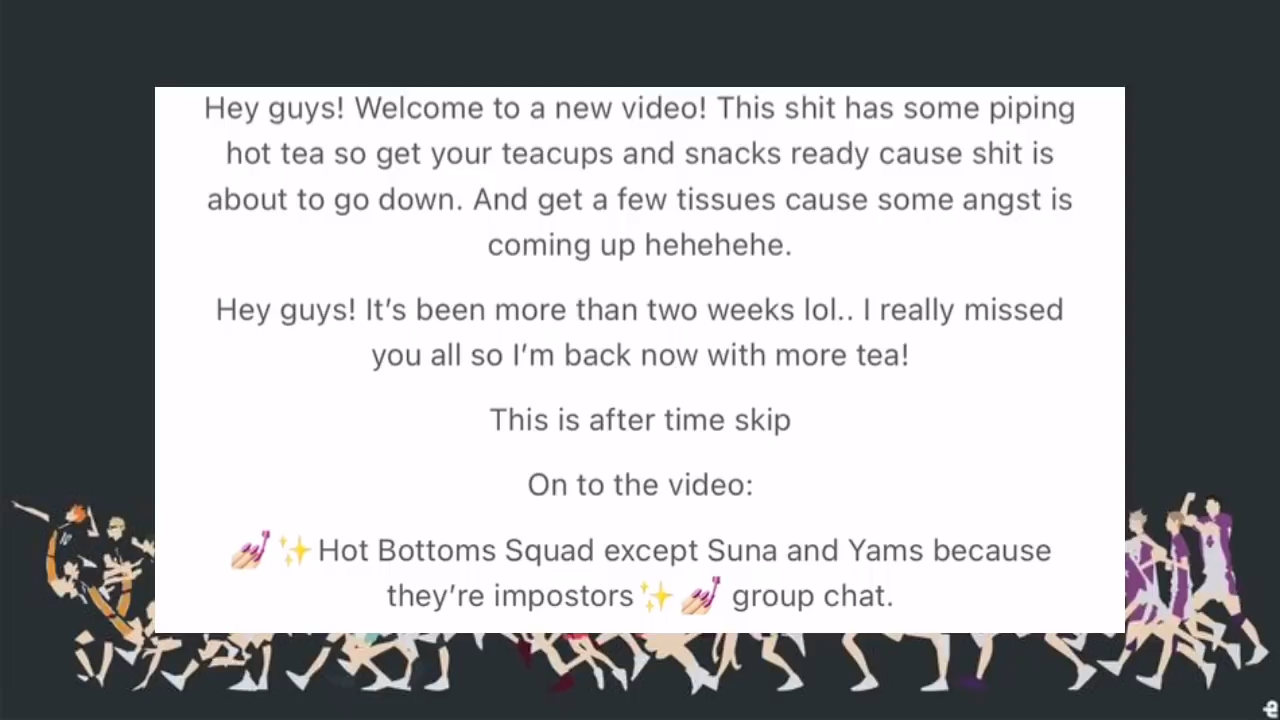 Hey guys! Welcome to a new video! This shit has some piping
hot tea so get your teacups and snacks ready cause shit is
about to go down. And get a few tissues cause some angst is
coming up hehehehe.
Hey guys! It’s been more than two weeks lol.. I really missed
you all so I’m back now with more tea!
This is after time skip
On to the video:
💅🏻✨Hot Bottoms Squad except Suna and Yams because
they’re impostors✨💅🏻 group chat.